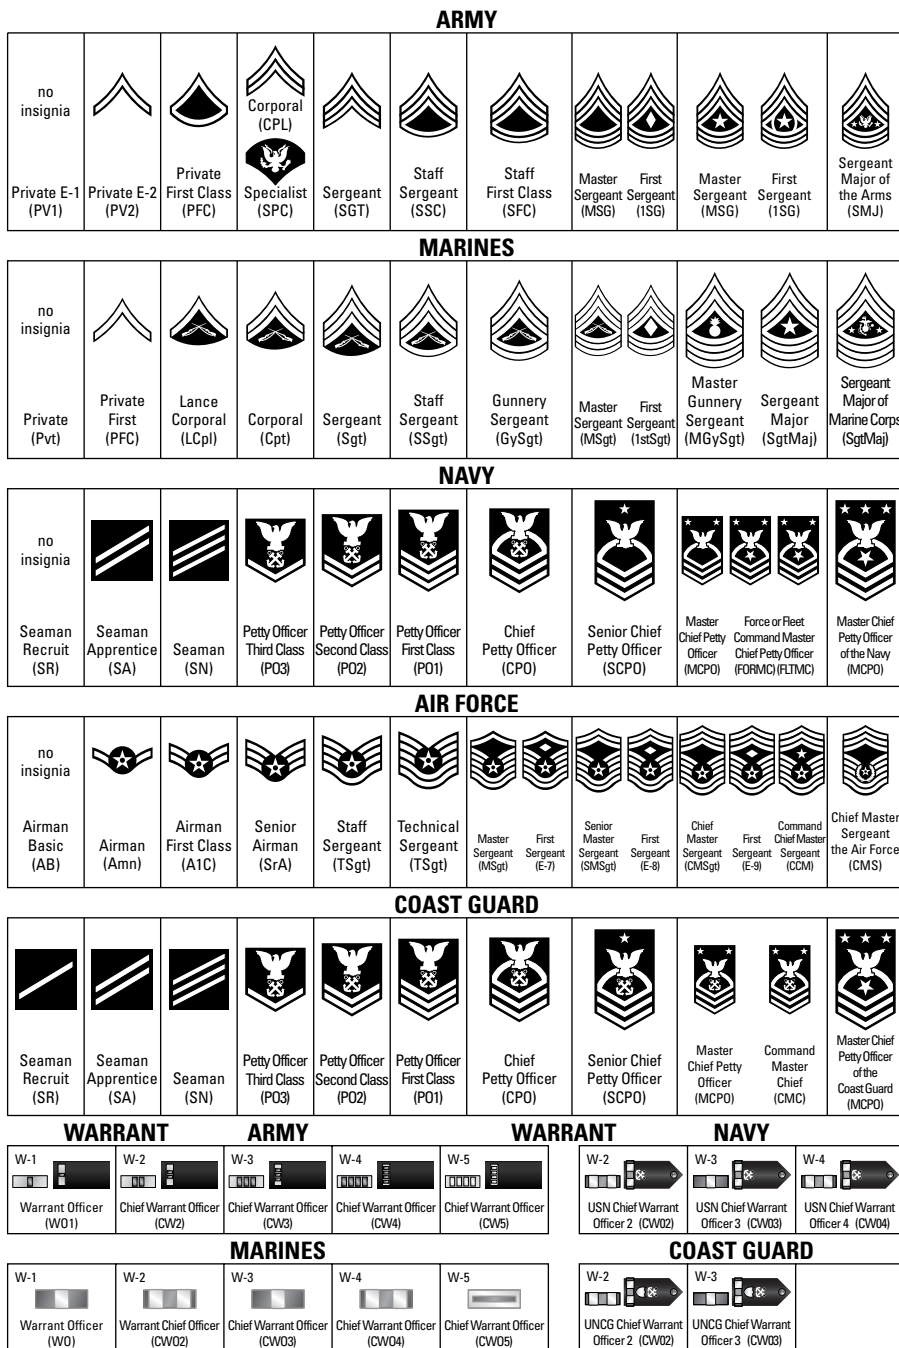 ARMY
no
insignia
Private E-1
(PV1)
Private E-2
(PV2)
Private
First Class
(PFC)
Corporal
(CPL)
Specialist
(SPC)
Sergeant
(SGT)
Staff
Sergeant
(SSC)
Staff
First Class
(SFC)
Master
Sergeant
(MSG)
First
Sergeant
(1SG)
Master
Sergeant
(MSG)
First
Sergeant
(1SG)
Sergeant
Major of
the Arms
(SMJ)
MARINES
no
insignia
Private
(Pvt)
Private
First
(PFC)
Lance
Corporal
(LCpl)
Corporal
(Cpt)
Sergeant
(Sgt)
Staff
Sergeant
(SSgt)
Gunnery
Sergeant
(GySgt)
Master
Sergeant
(MSgt)
First
Sergeant
(1stSgt)
Master
Gunnery
Sergeant
(MGySgt)
Sergeant
Major
(SgtMaj)
Sergeant
Major of
Marine Corps
(SgtMaj)
NAVY
no
insignia
Seaman
Recruit
(SR)
Seaman
Apprentice
(SA)
Seaman
(SN)
Petty Officer
Third Class
(PO3)
Petty Officer
Second Class
(PO2)
Petty Officer
First Class
(PO1)
Chief
Petty Officer
(CPO)
Senior Chief
Petty Officer
(SCPO)
Master
Chief Petty
Officer
(MCPO)
Force or Fleet
Command Master
Chief Petty Officer
(FORMC) (FLTMC)
Master Chief
Petty Officer
of the Navy
(MCPO)
AIR FORCE
no
insignia
Airman
Basic
(AB)
Airman
(Amn)
Airman
First Class
(A1C)
Senior
Airman
(SrA)
Staff
Sergeant
(TSgt)
Technical
Sergeant
(TSgt)
Master
Sergeant
(MSgt)
First
Sergeant
(E-7)
Senior
Master
Sergeant
(SMSgt)
First
Sergeant
(E-8)
Chief
Master
Sergeant
(CMSgt)
First
Sergeant
(E-9)
Command
Chief Master
Sergeant
(CCM)
Chief Master
Sergeant
the Air Force
(CMS)
COAST GUARD
Seaman
Recruit
(SR)
Seaman
Apprentice
(SA)
Seaman
(SN)
Petty Officer
Third Class
(PO3)
Petty Officer
Second Class
(PO2)
Petty Officer
First Class
(PO1)
Chief
Petty Officer
(CPO)
Senior Chief
Petty Officer
(SCPO)
Master
Chief Petty
Officer
(MCPO)
Command
Master
Chief
(CMC)
Master Chief
Petty Officer
of the
Coast Guard
(MCPO)
WARRANT ARMY
W-1
Warrant Officer
(WO1)
W-2
Chief Warrant Officer
(CW2)
W-3
Chief Warrant Officer
(CW3)
W-4
Chief Warrant Officer
(CW4)
W-5
Chief Warrant Officer
(CW5)
WARRANT NAVY
W-2
USN Chief Warrant
Officer 2 (CWO2)
W-3
USN Chief Warrant
Officer 3 (CWO3)
W-4
USN Chief Warrant
Officer 4 (CWO4)
MARINES
W-1
Warrant Officer
(WO)
W-2
Warrant Chief Officer
(CWO2)
W-3
Chief Warrant Officer
(CWO3)
W-4
Chief Warrant Officer
(CWO4)
W-5
Chief Warrant Officer
(CWO5)
COAST GUARD
W-2
UNCG Chief Warrant
Officer 2 (CWO2)
W-3
UNCG Chief Warrant
Officer 3 (CWO3)